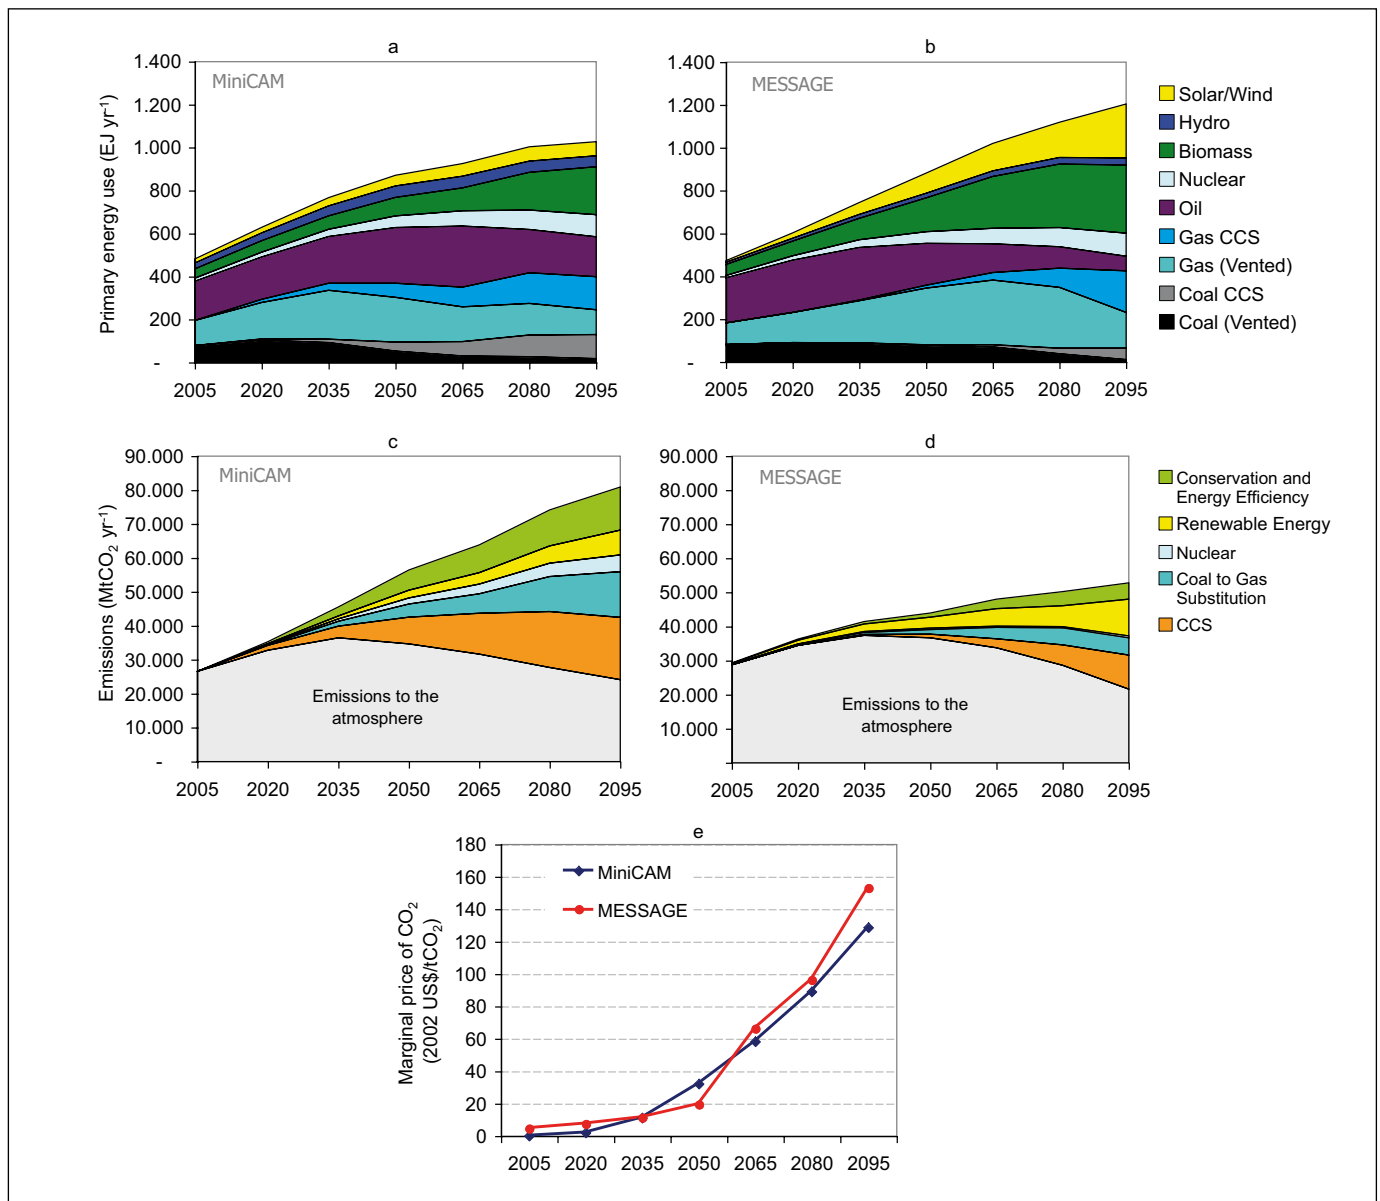 a
MiniCAM
Primary energy use (EJ yr⁻¹)
1.400
1.200
1.000
800
600
400
200
-
2005 2020 2035 2050 2065 2080 2095
b
MESSAGE
1.400
1.200
1.000
800
600
400
200
-
2005 2020 2035 2050 2065 2080 2095
Solar/Wind
Hydro
Biomass
Nuclear
Oil
Gas CCS
Gas (Vented)
Coal CCS
Coal (Vented)
c
MiniCAM
Emissions (MtCO₂ yr⁻¹)
90.000
80.000
70.000
60.000
50.000
40.000
30.000
20.000
10.000
-
Emissions to the
atmosphere
2005 2020 2035 2050 2065 2080 2095
d
MESSAGE
90.000
80.000
70.000
60.000
50.000
40.000
30.000
20.000
10.000
Emissions to the
atmosphere
2005 2020 2035 2050 2065 2080 2095
Conservation and
Energy Efficiency
Renewable Energy
Nuclear
Coal to Gas
Substitution
CCS
e
Marginal price of CO₂
(2002 US$/tCO₂)
180
160
140
120
100
80
60
40
20
0
MiniCAM
MESSAGE
2005 2020 2035 2050 2065 2080 2095